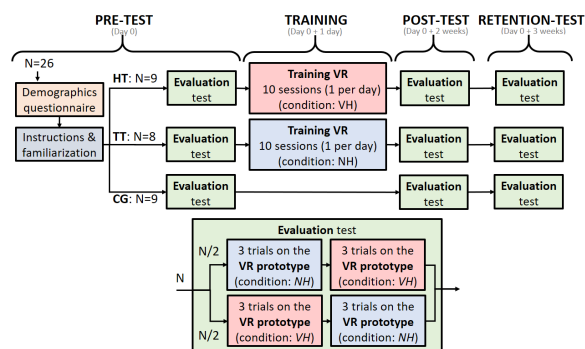 PRE-TEST
(Day 0)
TRAINING
(Day 0 + 1 day)
POST-TEST
(Day 0 + 2 weeks)
RETENTION-TEST
(Day 0 + 3 weeks)
N=26
Demographics
questionnaire
Instructions &
familiarization
HT: N=9
Evaluation
test
Training VR
10 sessions (1 per day)
(condition: VH)
Evaluation
test
Evaluation
test
TT: N=8
Evaluation
test
Training VR
10 sessions (1 per day)
(condition: NH)
Evaluation
test
Evaluation
test
CG: N=9
Evaluation
test
Evaluation
test
Evaluation
test
Evaluation test
N
N/2
3 trials on the
VR prototype
(condition: NH)
3 trials on the
VR prototype
(condition: VH)
N/2
3 trials on the
VR prototype
(condition: VH)
3 trials on the
VR prototype
(condition: NH)